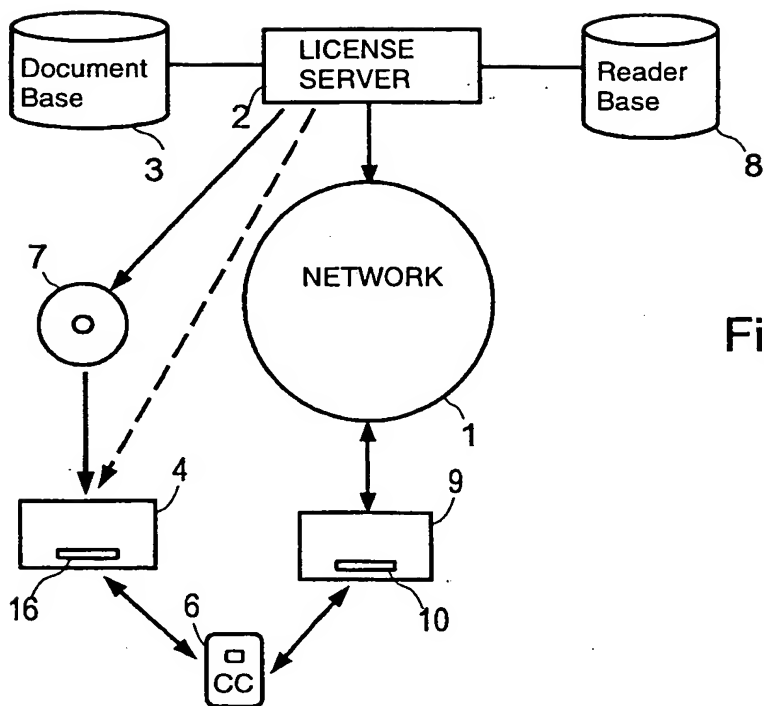 LICENSE
SERVER
Document
Base
Reader
Base
2
3
8
7
NETWORK
Fi
1
4
9
16
10
6
CC